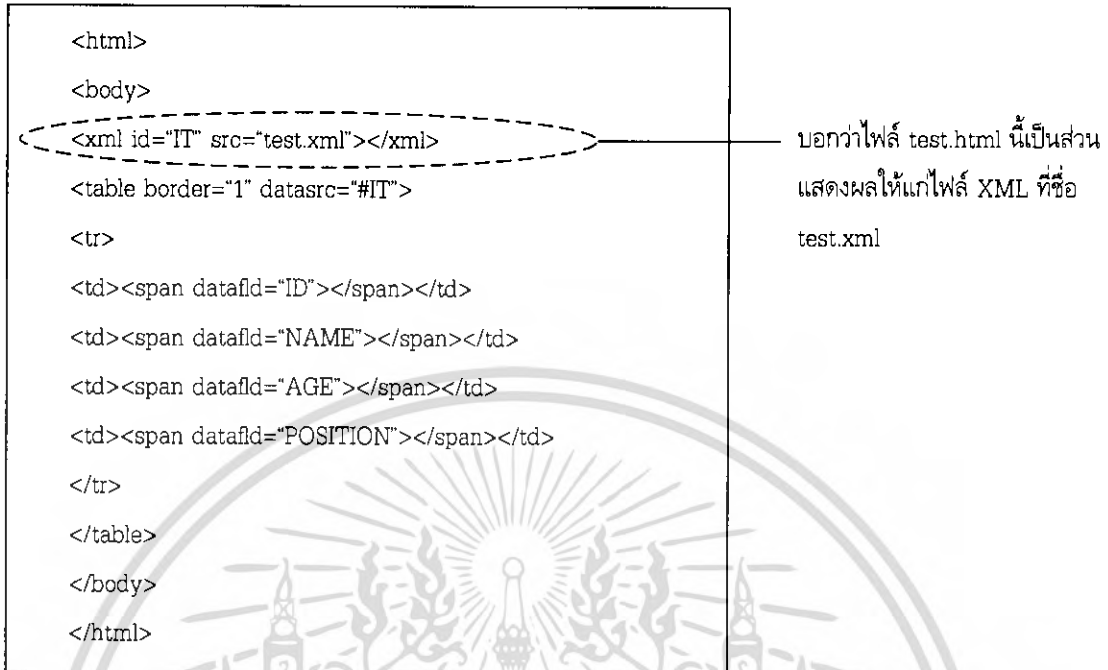 <html>
<body>
<xml id="IT" src="test.xml"></xml>
<table border="1" datasrc="#IT">
<tr>
<td><span datafld="ID"></span></td>
<td><span datafld="NAME"></span></td>
<td><span datafld="AGE"></span></td>
<td><span datafld="POSITION"></span></td>
</tr>
</table>
</body>
</html>
บอกว่าไฟล์ test.html นี้เป็นส่วน
แสดงผลให้แก่ไฟล์ XML ที่ชื่อ
test.xml